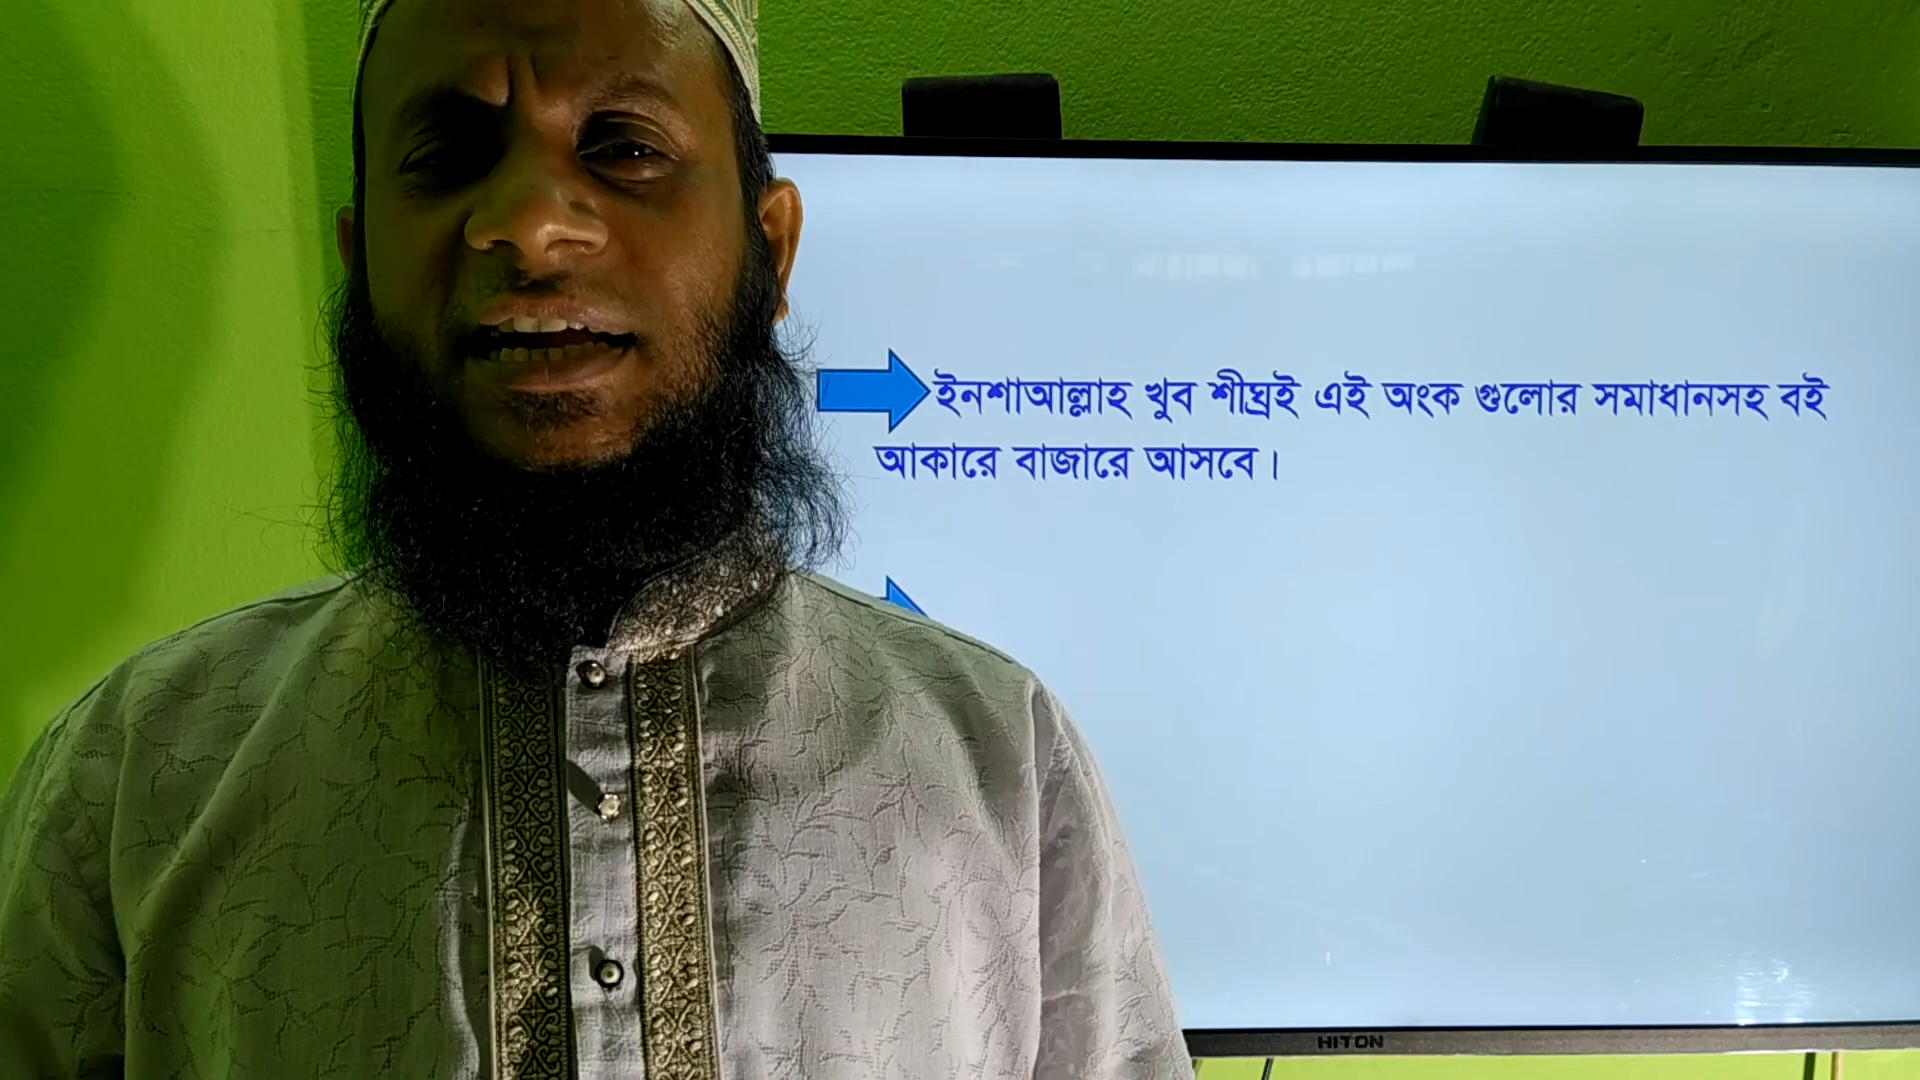 ইনশাআল্লাহ খুব শীঘ্রই এই অংক গুলোর সমাধানসহ বই
আকারে বাজারে আসবে।
HITON